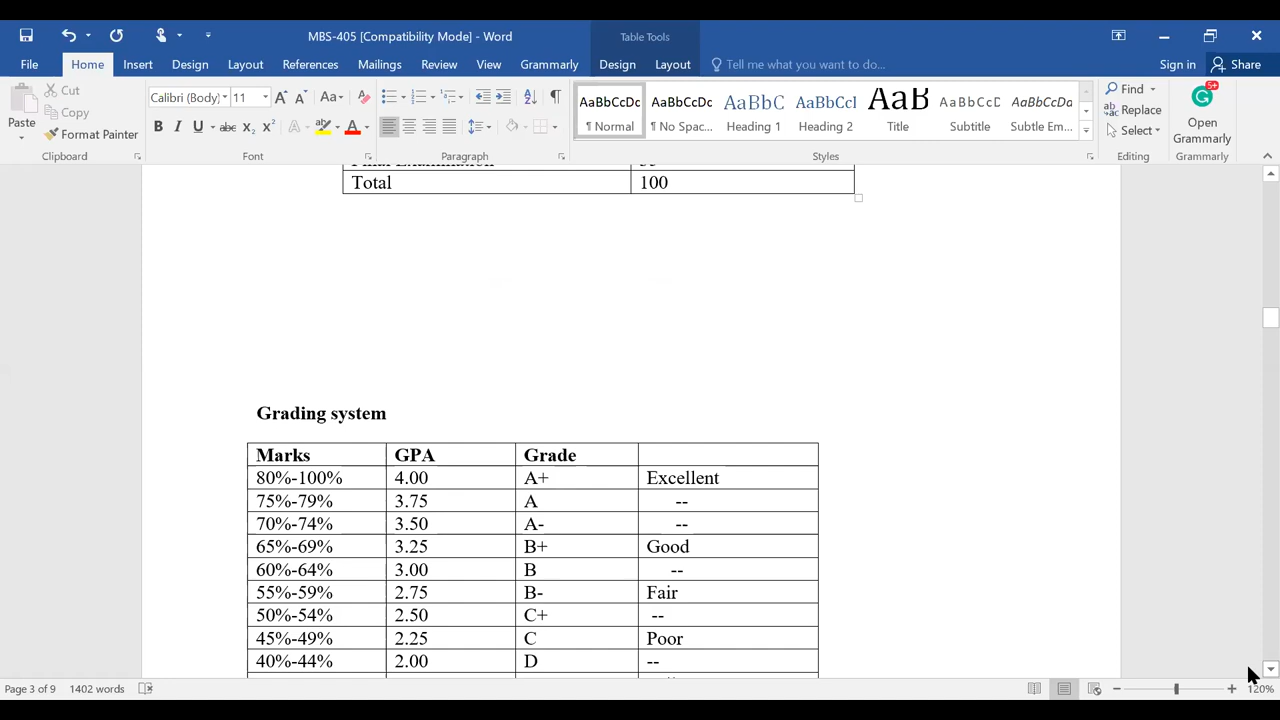 MBS-405 [Compatibility Mode] - Word
Table Tools
File Home Insert Design Layout References Mailings Review View Grammarly Design Layout Tell me what you want to do... Sign in Share
Paste
Cut
Copy
Format Painter
Clipboard
Calibri (Body) 11 Aa
B I U abc X2 X2 A A
Font
Paragraph
AaBbCcDc AaBbCcDc AaBbC AaBbCcI AaB AaBbCcD AaBbCcDa
¶ Normal ¶ No Spac... Heading 1 Heading 2 Title Subtitle Subtle Em...
Styles
Find
Replace
Select
Editing
5+
Open
Grammarly
Grammarly
Total 100
Grading system
Marks GPA Grade
80%-100% 4.00 A+ Excellent
75%-79% 3.75 A --
70%-74% 3.50 A- --
65%-69% 3.25 B+ Good
60%-64% 3.00 B --
55%-59% 2.75 B- Fair
50%-54% 2.50 C+ --
45%-49% 2.25 C Poor
40%-44% 2.00 D --
Page 3 of 9 1402 words 120%